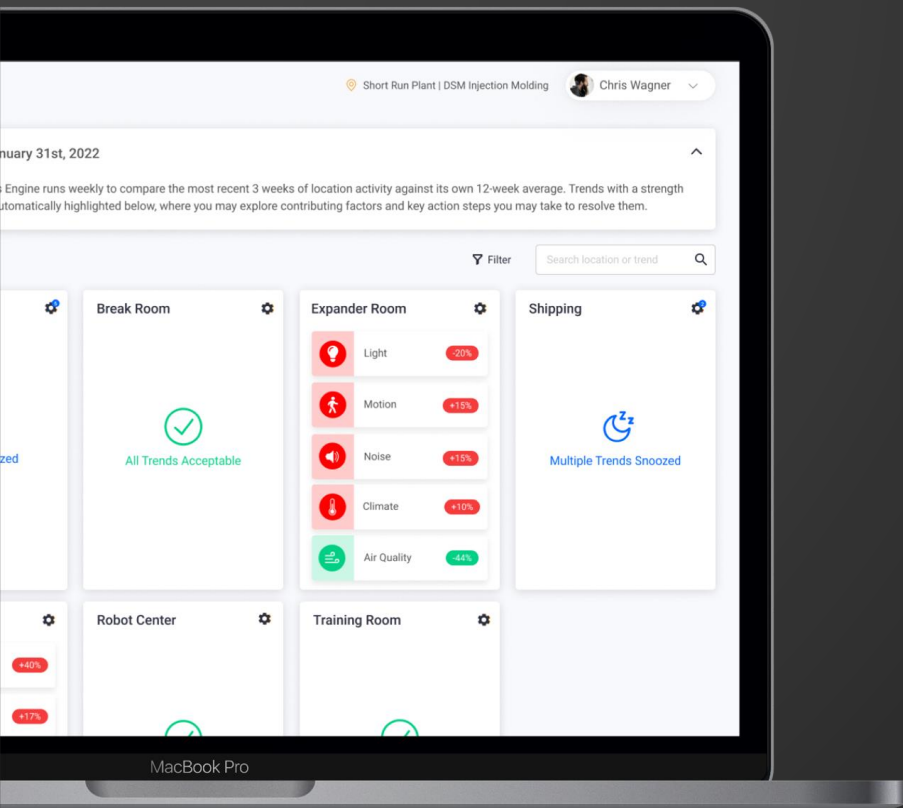 Short Run Plant | DSM Injection Molding
Chris Wagner
nuary 31st, 2022
Engine runs weekly to compare the most recent 3 weeks of location activity against its own 12-week average. Trends with a strength
utomatically highlighted below, where you may explore contributing factors and key action steps you may take to resolve them.
Filter
Search location or trend
Break Room
Expander Room
Shipping
Light
-20%
Motion
+15%
Noise
+15%
Climate
+10%
Air Quality
-44%
zed
All Trends Acceptable
Multiple Trends Snoozed
Robot Center
Training Room
+40%
+17%
MacBook Pro